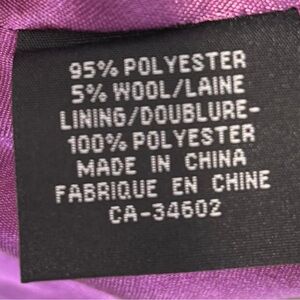 95% POLYESTER
5% WOOL/LAINE
LINING/DOUBLURE-
100% POLYESTER
MADE IN CHINA
FABRIQUE EN CHINE
CA-34602